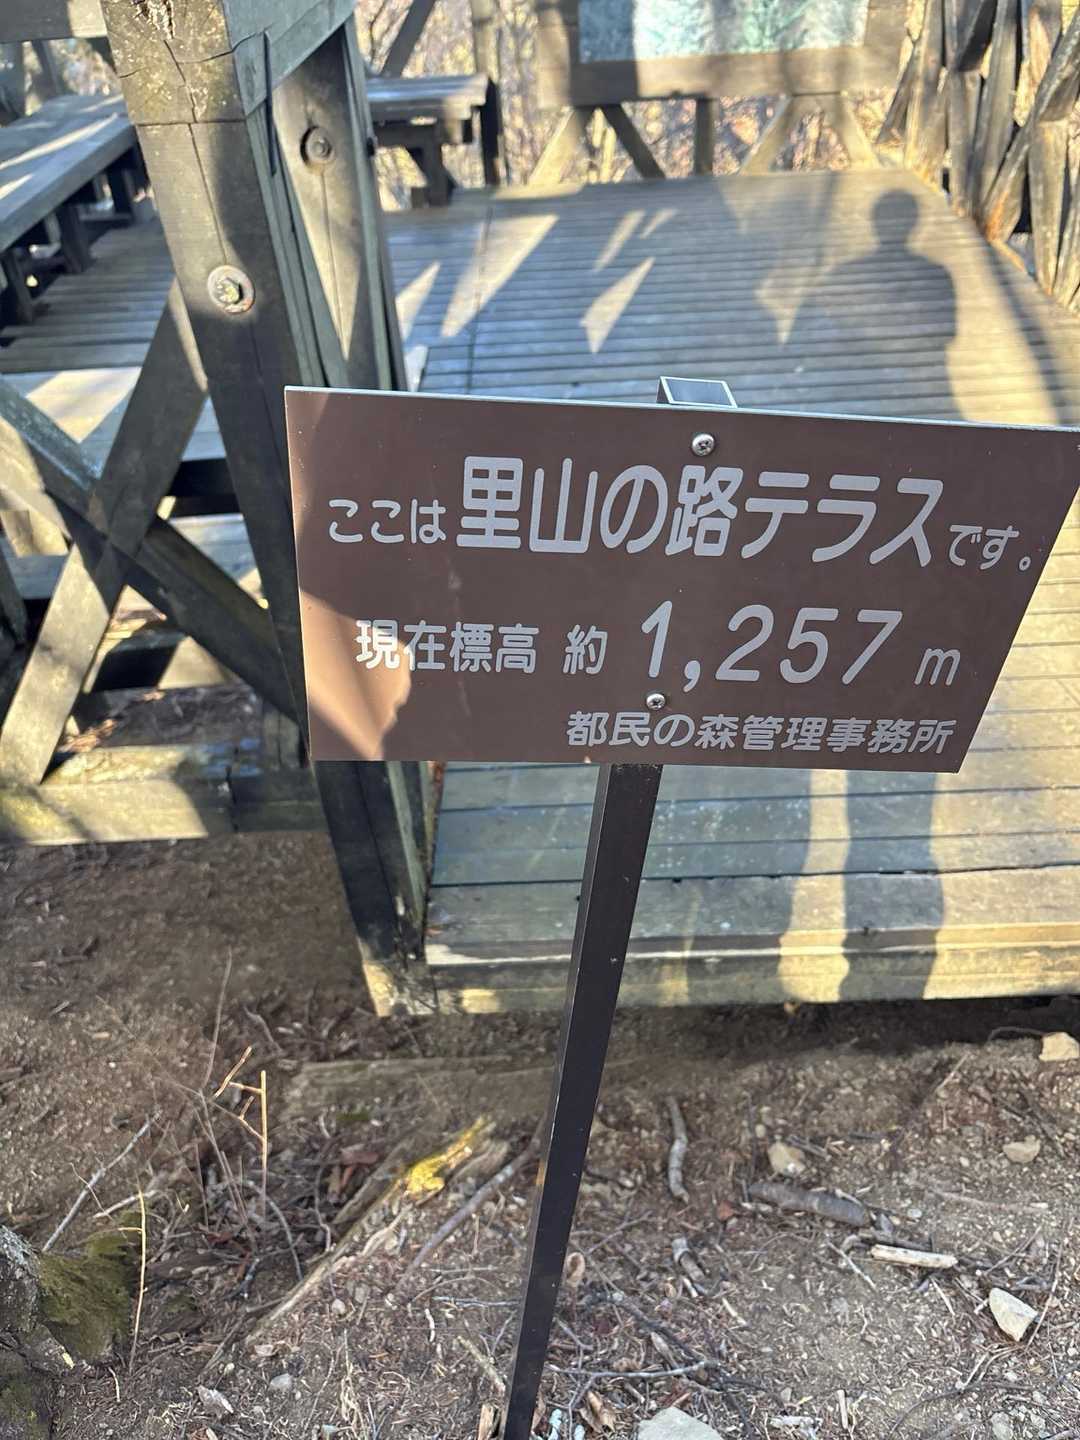 ここは里山の路テラスです。
現在標高 約 1,257 m
都民の森管理事務所